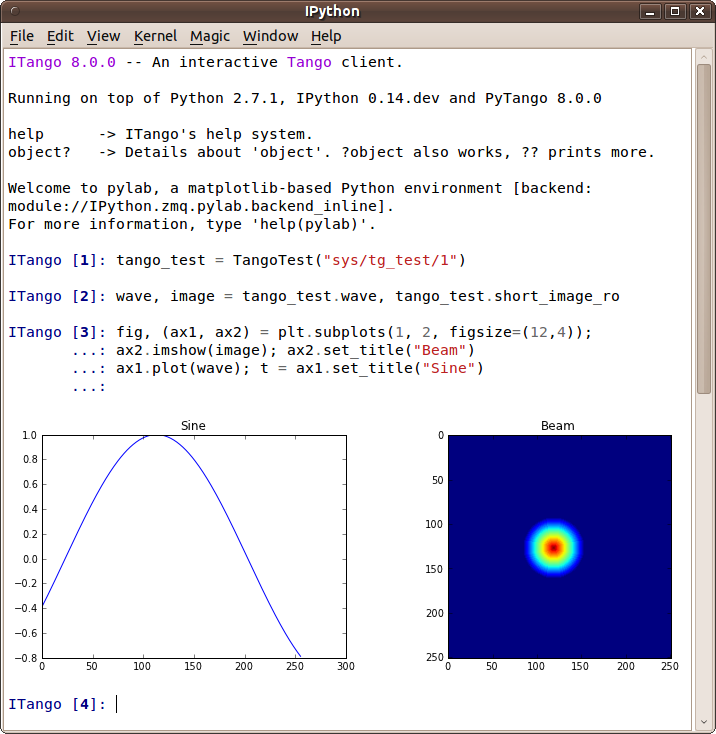 IPython
File Edit View Kernel Magic Window Help
ITango 8.0.0 -- An interactive Tango client.
Running on top of Python 2.7.1, IPython 0.14.dev and PyTango 8.0.0
help      -> ITango's help system.
object?   -> Details about 'object'. ?object also works, ?? prints more.
Welcome to pylab, a matplotlib-based Python environment [backend:
module://IPython.zmq.pylab.backend_inline].
For more information, type 'help(pylab)'.
ITango [1]: tango_test = TangoTest("sys/tg_test/1")
ITango [2]: wave, image = tango_test.wave, tango_test.short_image_ro
ITango [3]: fig, (ax1, ax2) = plt.subplots(1, 2, figsize=(12,4));
       ...: ax2.imshow(image); ax2.set_title("Beam")
       ...: ax1.plot(wave); t = ax1.set_title("Sine")
       ...:
Sine
1.0
0.8
0.6
0.4
0.2
0.0
−0.2
−0.4
−0.6
−0.8
0 50 100 150 200 250 300
Beam
0
50
100
150
200
250
0 50 100 150 200 250
ITango [4]: